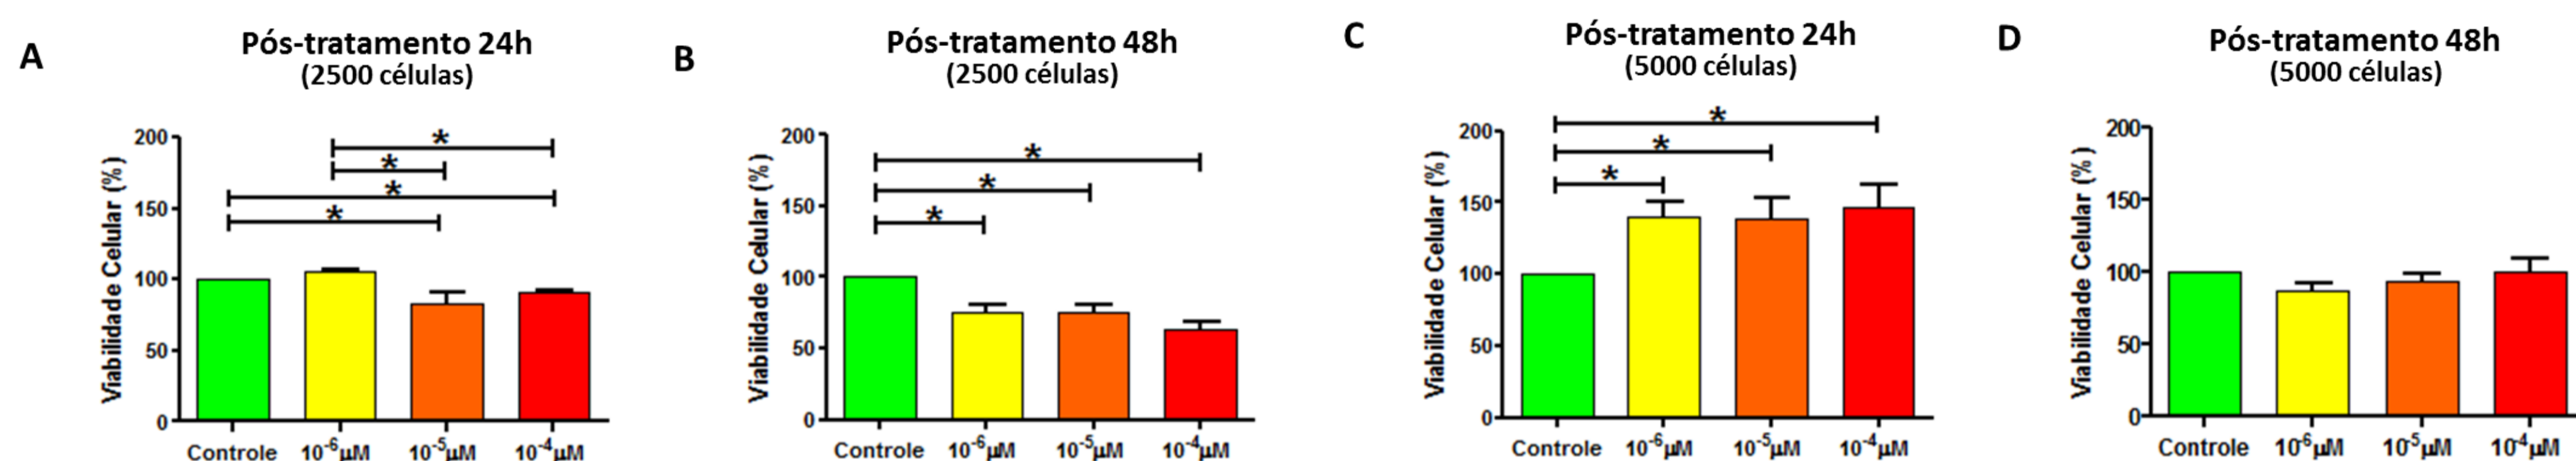 A
Pós-tratamento 24h
(2500 células)
Viabilidade Celular (%)
200
150
100
50
0
*
*
*
*
Controle 10⁻⁶µM 10⁻⁵µM 10⁻⁴µM
B
Pós-tratamento 48h
(2500 células)
Viabilidade Celular (%)
200
150
100
50
0
*
*
*
Controle 10⁻⁶µM 10⁻⁵µM 10⁻⁴µM
C
Pós-tratamento 24h
(5000 células)
Viabilidade Celular (%)
200
150
100
50
0
*
*
*
Controle 10⁻⁶µM 10⁻⁵µM 10⁻⁴µM
D
Pós-tratamento 48h
(5000 células)
Viabilidade Celular (%)
200
150
100
50
0
Controle 10⁻⁶µM 10⁻⁵µM 10⁻⁴µM